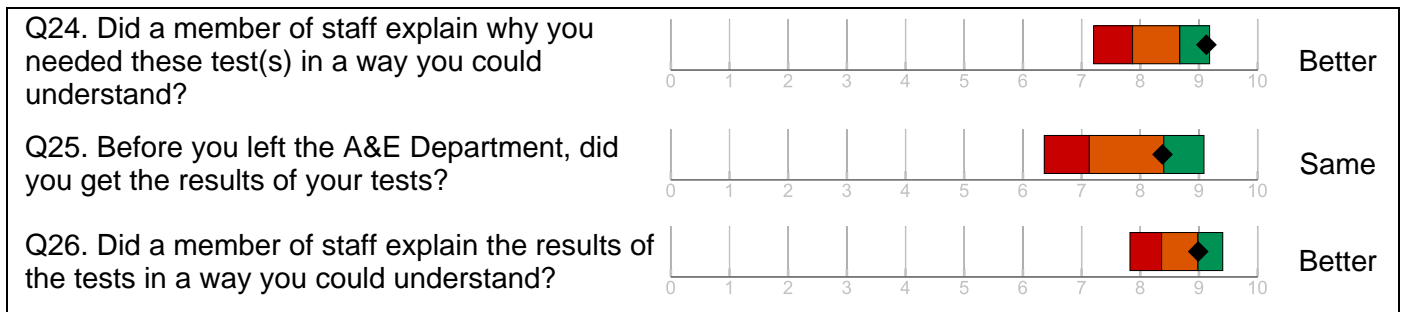 Q24. Did a member of staff explain why you
needed these test(s) in a way you could
understand?
0 1 2 3 4 5 6 7 8 9 10
Better
Q25. Before you left the A&E Department, did
you get the results of your tests?
0 1 2 3 4 5 6 7 8 9 10
Same
Q26. Did a member of staff explain the results of
the tests in a way you could understand?
0 1 2 3 4 5 6 7 8 9 10
Better